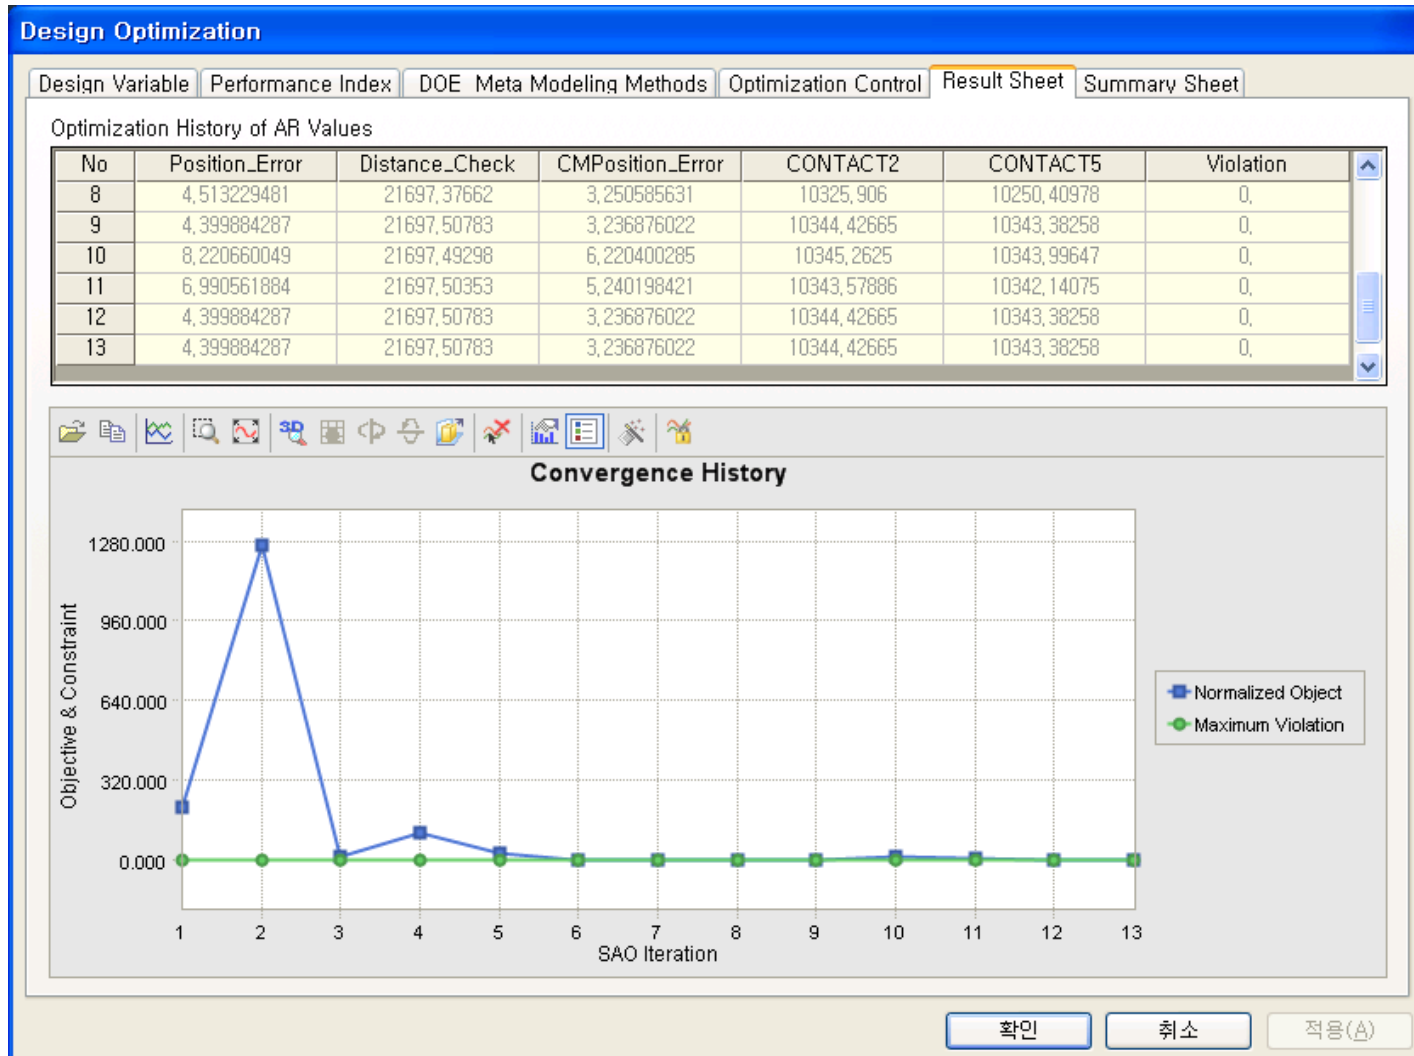 Design Optimization
Design Variable Performance Index DOE Meta Modeling Methods Optimization Control Result Sheet Summary Sheet
Optimization History of AR Values
No Position_Error Distance_Check CMPosition_Error CONTACT2 CONTACT5 Violation
8 4,513229481 21697,37662 3,250585631 10325,906 10250,40978 0,
9 4,399884287 21697,50783 3,236876022 10344,42665 10343,38258 0,
10 8,220660049 21697,49298 6,220400285 10345,2625 10343,99647 0,
11 6,990561884 21697,50353 5,240198421 10343,57886 10342,14075 0,
12 4,399884287 21697,50783 3,236876022 10344,42665 10343,38258 0,
13 4,399884287 21697,50783 3,236876022 10344,42665 10343,38258 0,
3D
Convergence History
1280.000
960.000
640.000
320.000
0.000
Objective & Constraint
1 2 3 4 5 6 7 8 9 10 11 12 13
SAO Iteration
Normalized Object
Maximum Violation
확인 취소 적용(A)